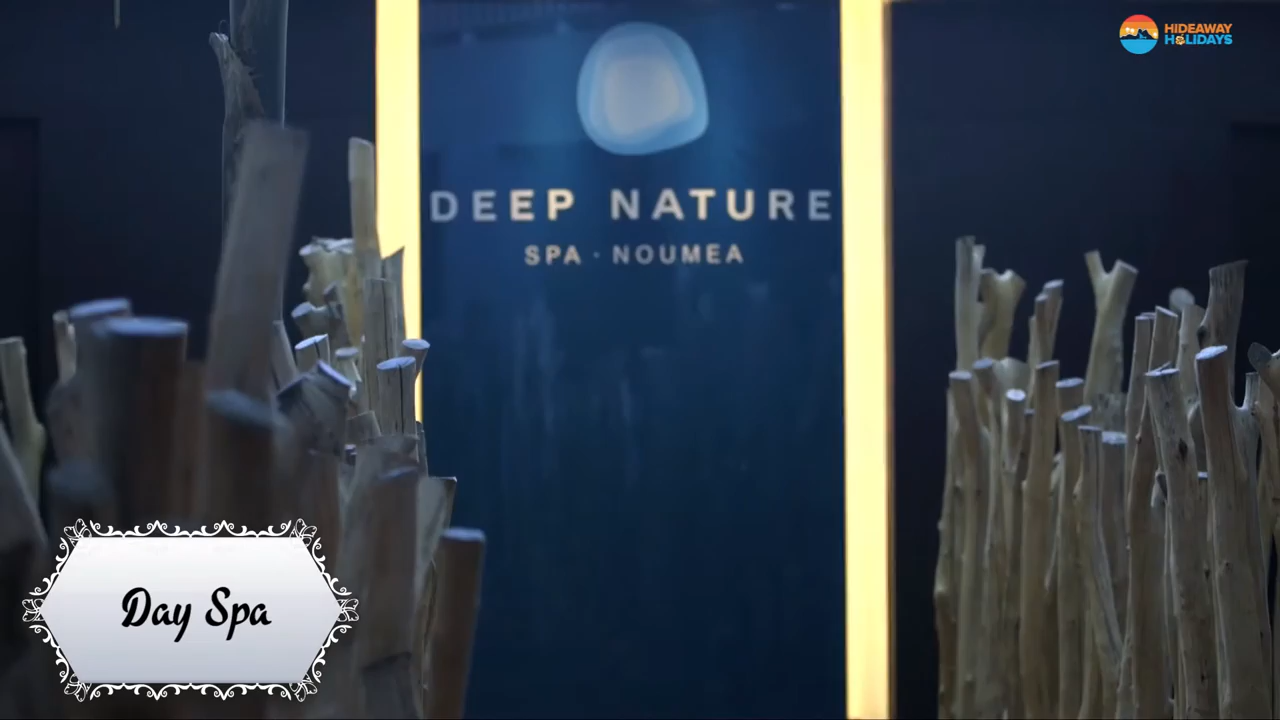 HIDEAWAY
HOLIDAYS
DEEP NATURE
SPA · NOUMEA
Day Spa